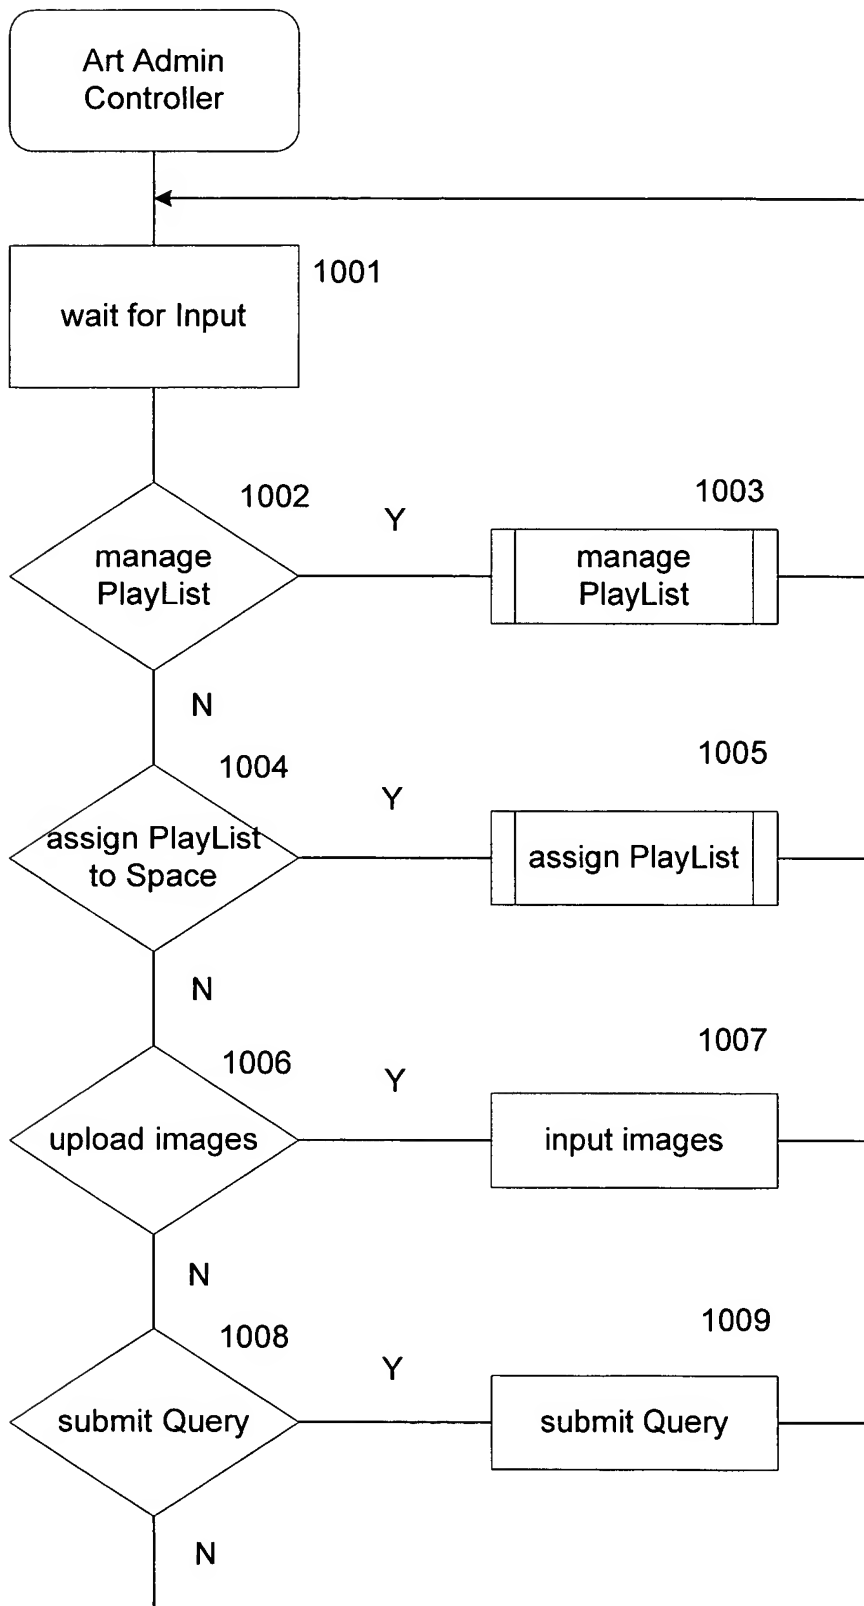 Art Admin
Controller
1001
wait for Input
1002
Y
1003
manage
PlayList
manage
PlayList
N
1004
Y
1005
assign PlayList
to Space
assign PlayList
N
1006
Y
1007
upload images
input images
N
1008
Y
1009
submit Query
submit Query
N